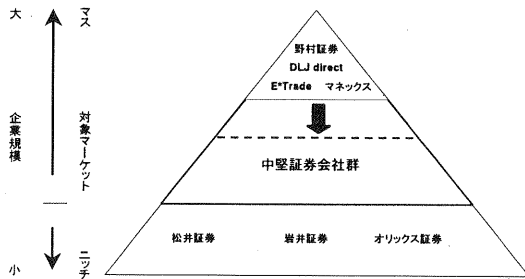 大
マス
野村証券
DLJ direct
E*Trade マネックス
企業規模
対象マーケット
中堅証券会社群
松井証券 岩井証券 オリックス証券
小
ニッチ